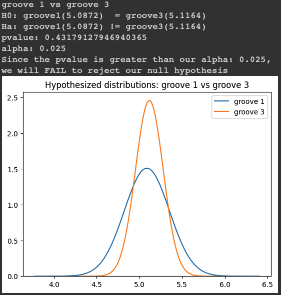 groove 1 vs groove 3
H0: groove1(5.0872)  = groove3(5.1164)
Ha: groove1(5.0872) != groove3(5.1164)
pvalue: 0.43179127946940365
alpha: 0.025
Since the pvalue is greater than our alpha: 0.025,
we will FAIL to reject our null hypothesis
Hypothesized distributions: groove 1 vs groove 3
groove 1
groove 3
2.5
2.0
1.5
1.0
0.5
0.0
4.0 4.5 5.0 5.5 6.0 6.5